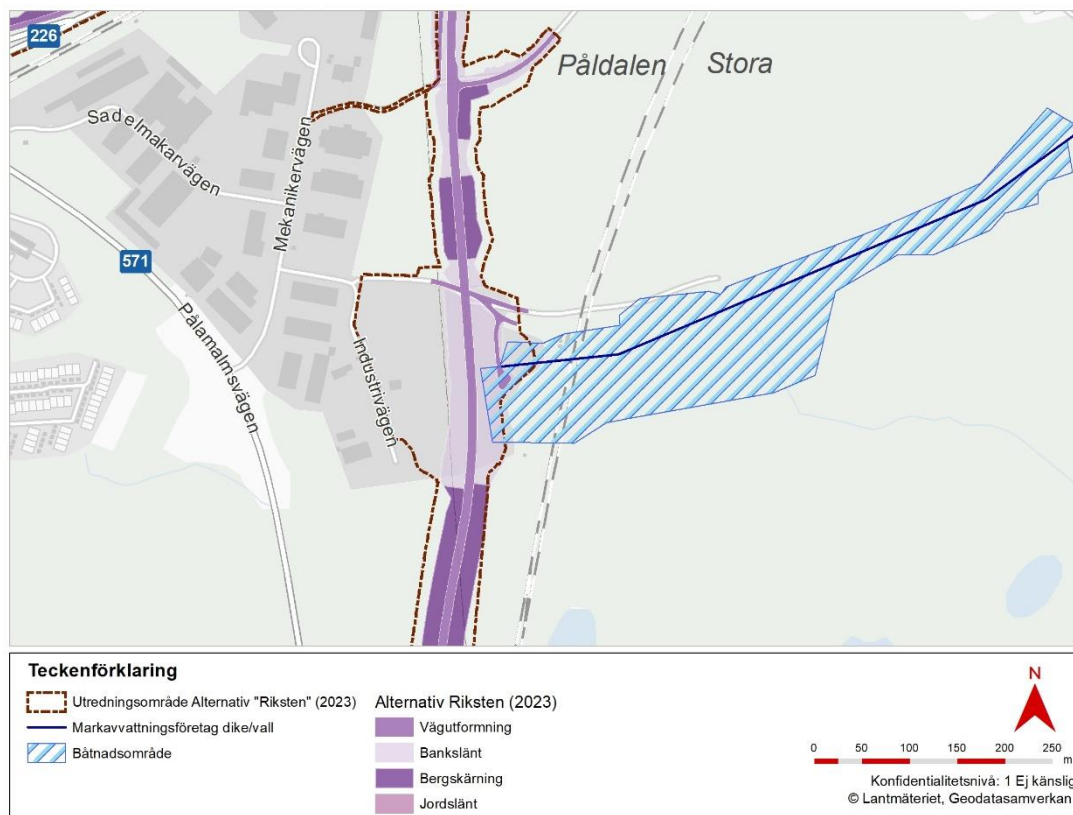 226
Påldalen Stora
Sadelmakarvägen
Mekanikervägen
571
Pålamalmsvägen
Industrivägen
Teckenförklaring
Utredningsområde Alternativ "Riksten" (2023)
Markavvattningsföretag dike/vall
Båtnadsområde
Alternativ Riksten (2023)
Vägutformning
Bankslänt
Bergskärning
Jordslänt
N
0 50 100 150 200 250
m
Konfidentialitetsnivå: 1 Ej känslig
© Lantmäteriet, Geodatasamverkan